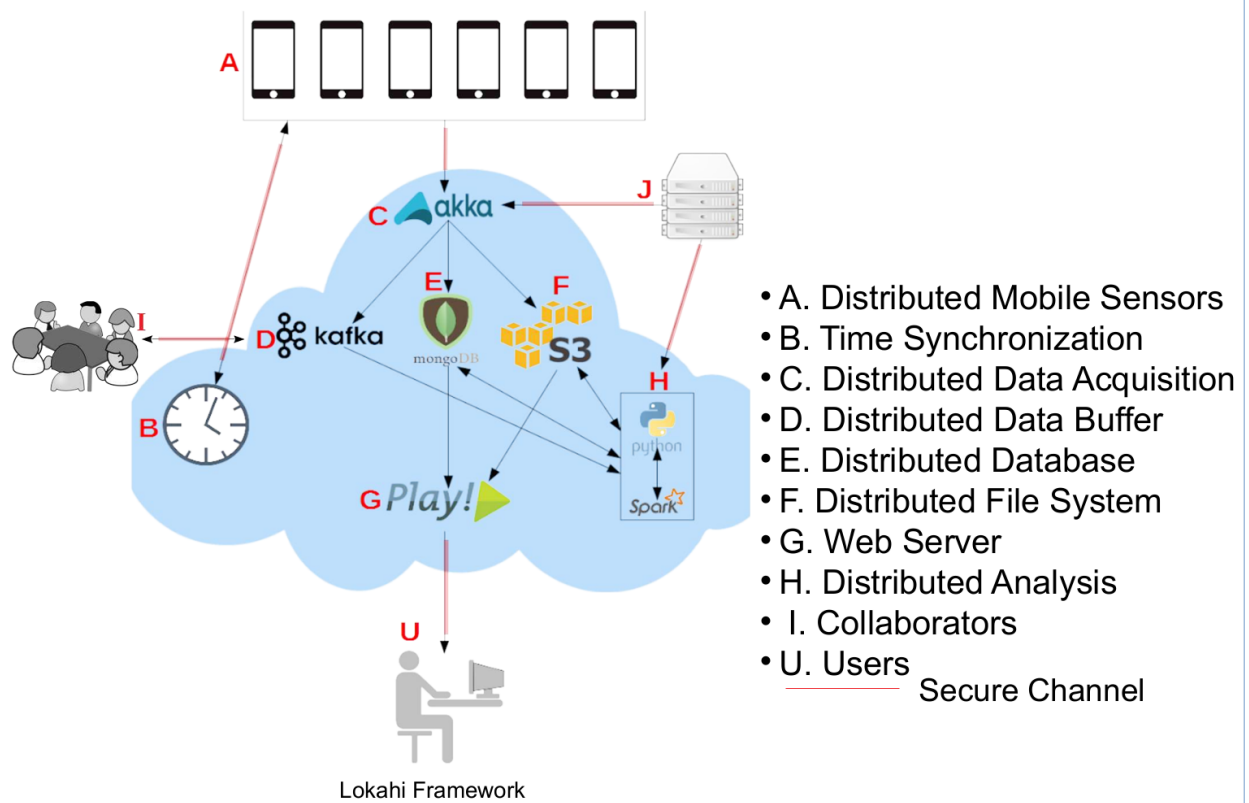 A
J
C akka
E
F
I
D kafka
mongoDB
S3
H
B
python
G Play!
Spark
U
• A. Distributed Mobile Sensors
• B. Time Synchronization
• C. Distributed Data Acquisition
• D. Distributed Data Buffer
• E. Distributed Database
• F. Distributed File System
• G. Web Server
• H. Distributed Analysis
• I. Collaborators
• U. Users
Secure Channel
Lokahi Framework